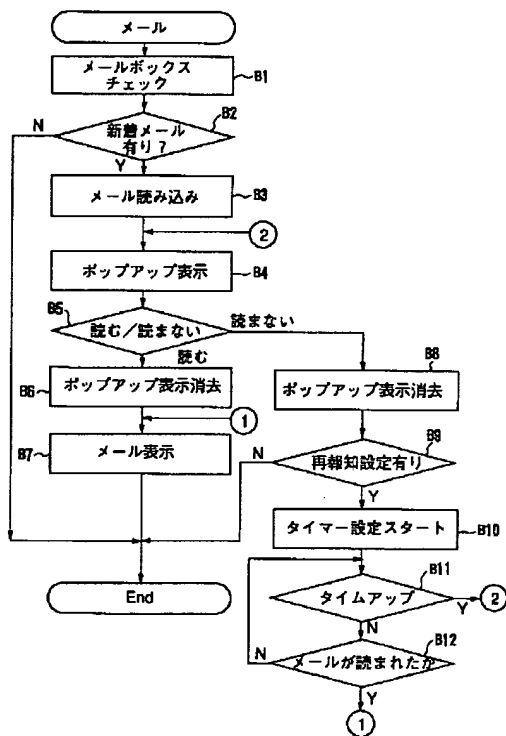 メール
メールボックス
チェック
B1
B2
新着メール
有り？
N
Y
メール読み込み
B3
2
ポップアップ表示
B4
B5
読む／読まない
読まない
読む
B6
ポップアップ表示消去
1
B7
メール表示
End
B8
ポップアップ表示消去
B9
再報知設定有り
N
Y
タイマー設定スタート
B10
B11
タイムアップ
Y
2
N
B12
メールが読まれたか
N
Y
1